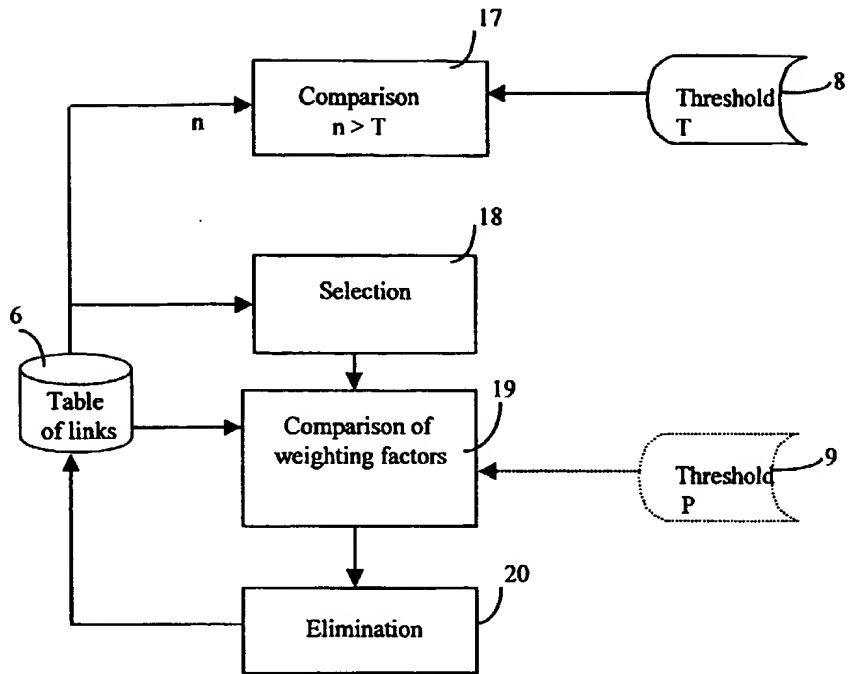 17
Comparison
n > T
Threshold
T
8
n
18
Selection
6
Table
of links
19
Comparison of
weighting factors
Threshold
P
9
20
Elimination